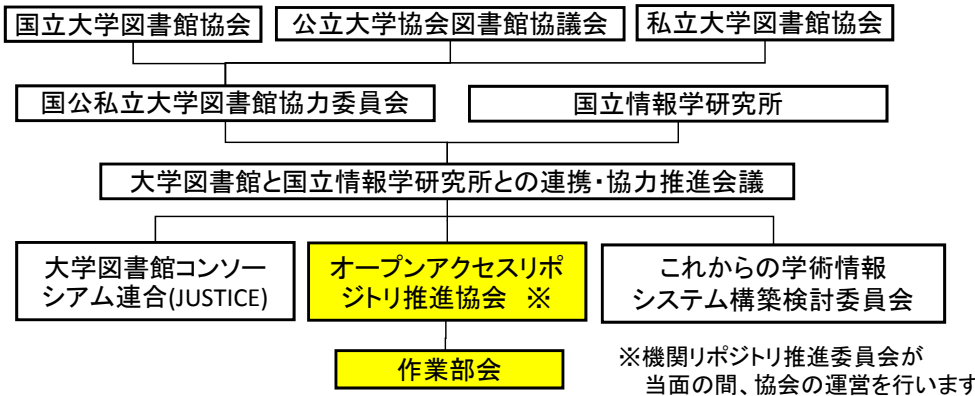 国立大学図書館協会
公立大学協会図書館協議会
私立大学図書館協会
国公私立大学図書館協力委員会
国立情報学研究所
大学図書館と国立情報学研究所との連携・協力推進会議
大学図書館コンソー
シアム連合(JUSTICE)
オープンアクセスリポ
ジトリ推進協会 ※
これからの学術情報
システム構築検討委員会
作業部会
※機関リポジトリ推進委員会が
当面の間、協会の運営を行います